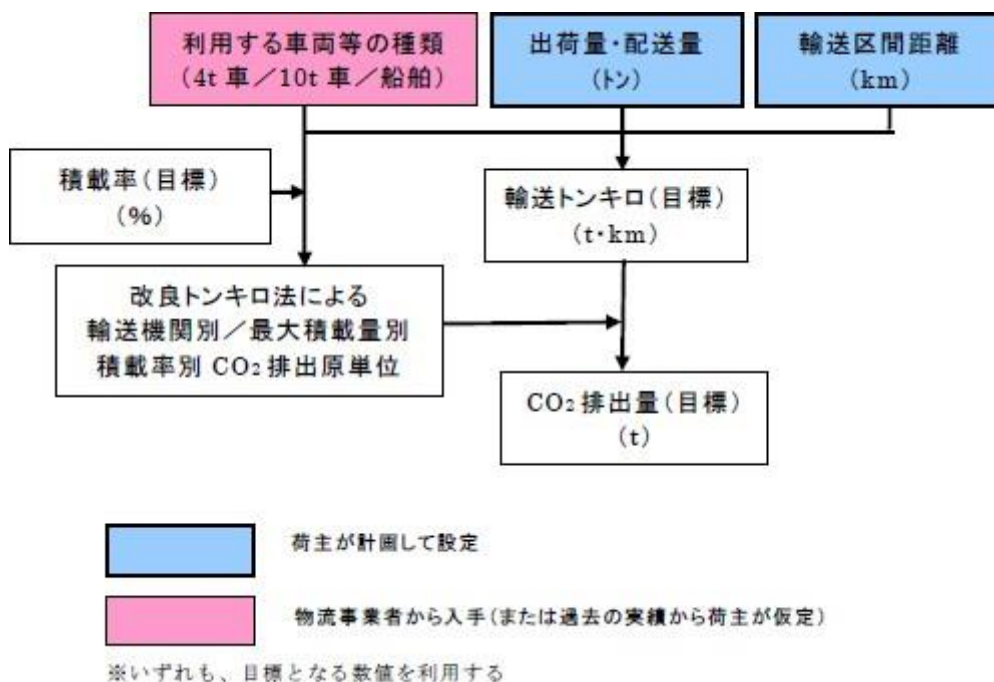 利用する車両等の種類
(4t 車/10t 車/船舶)
出荷量・配送量
(トン)
輸送区間距離
(km)
積載率(目標)
(%)
輸送トンキロ(目標)
(t・km)
改良トンキロ法による
輸送機関別/最大積載量別
積載率別 CO₂ 排出原単位
CO₂ 排出量(目標)
(t)
荷主が計画して設定
物流事業者から入手(または過去の実績から荷主が仮定)
※いずれも、目標となる数値を利用する